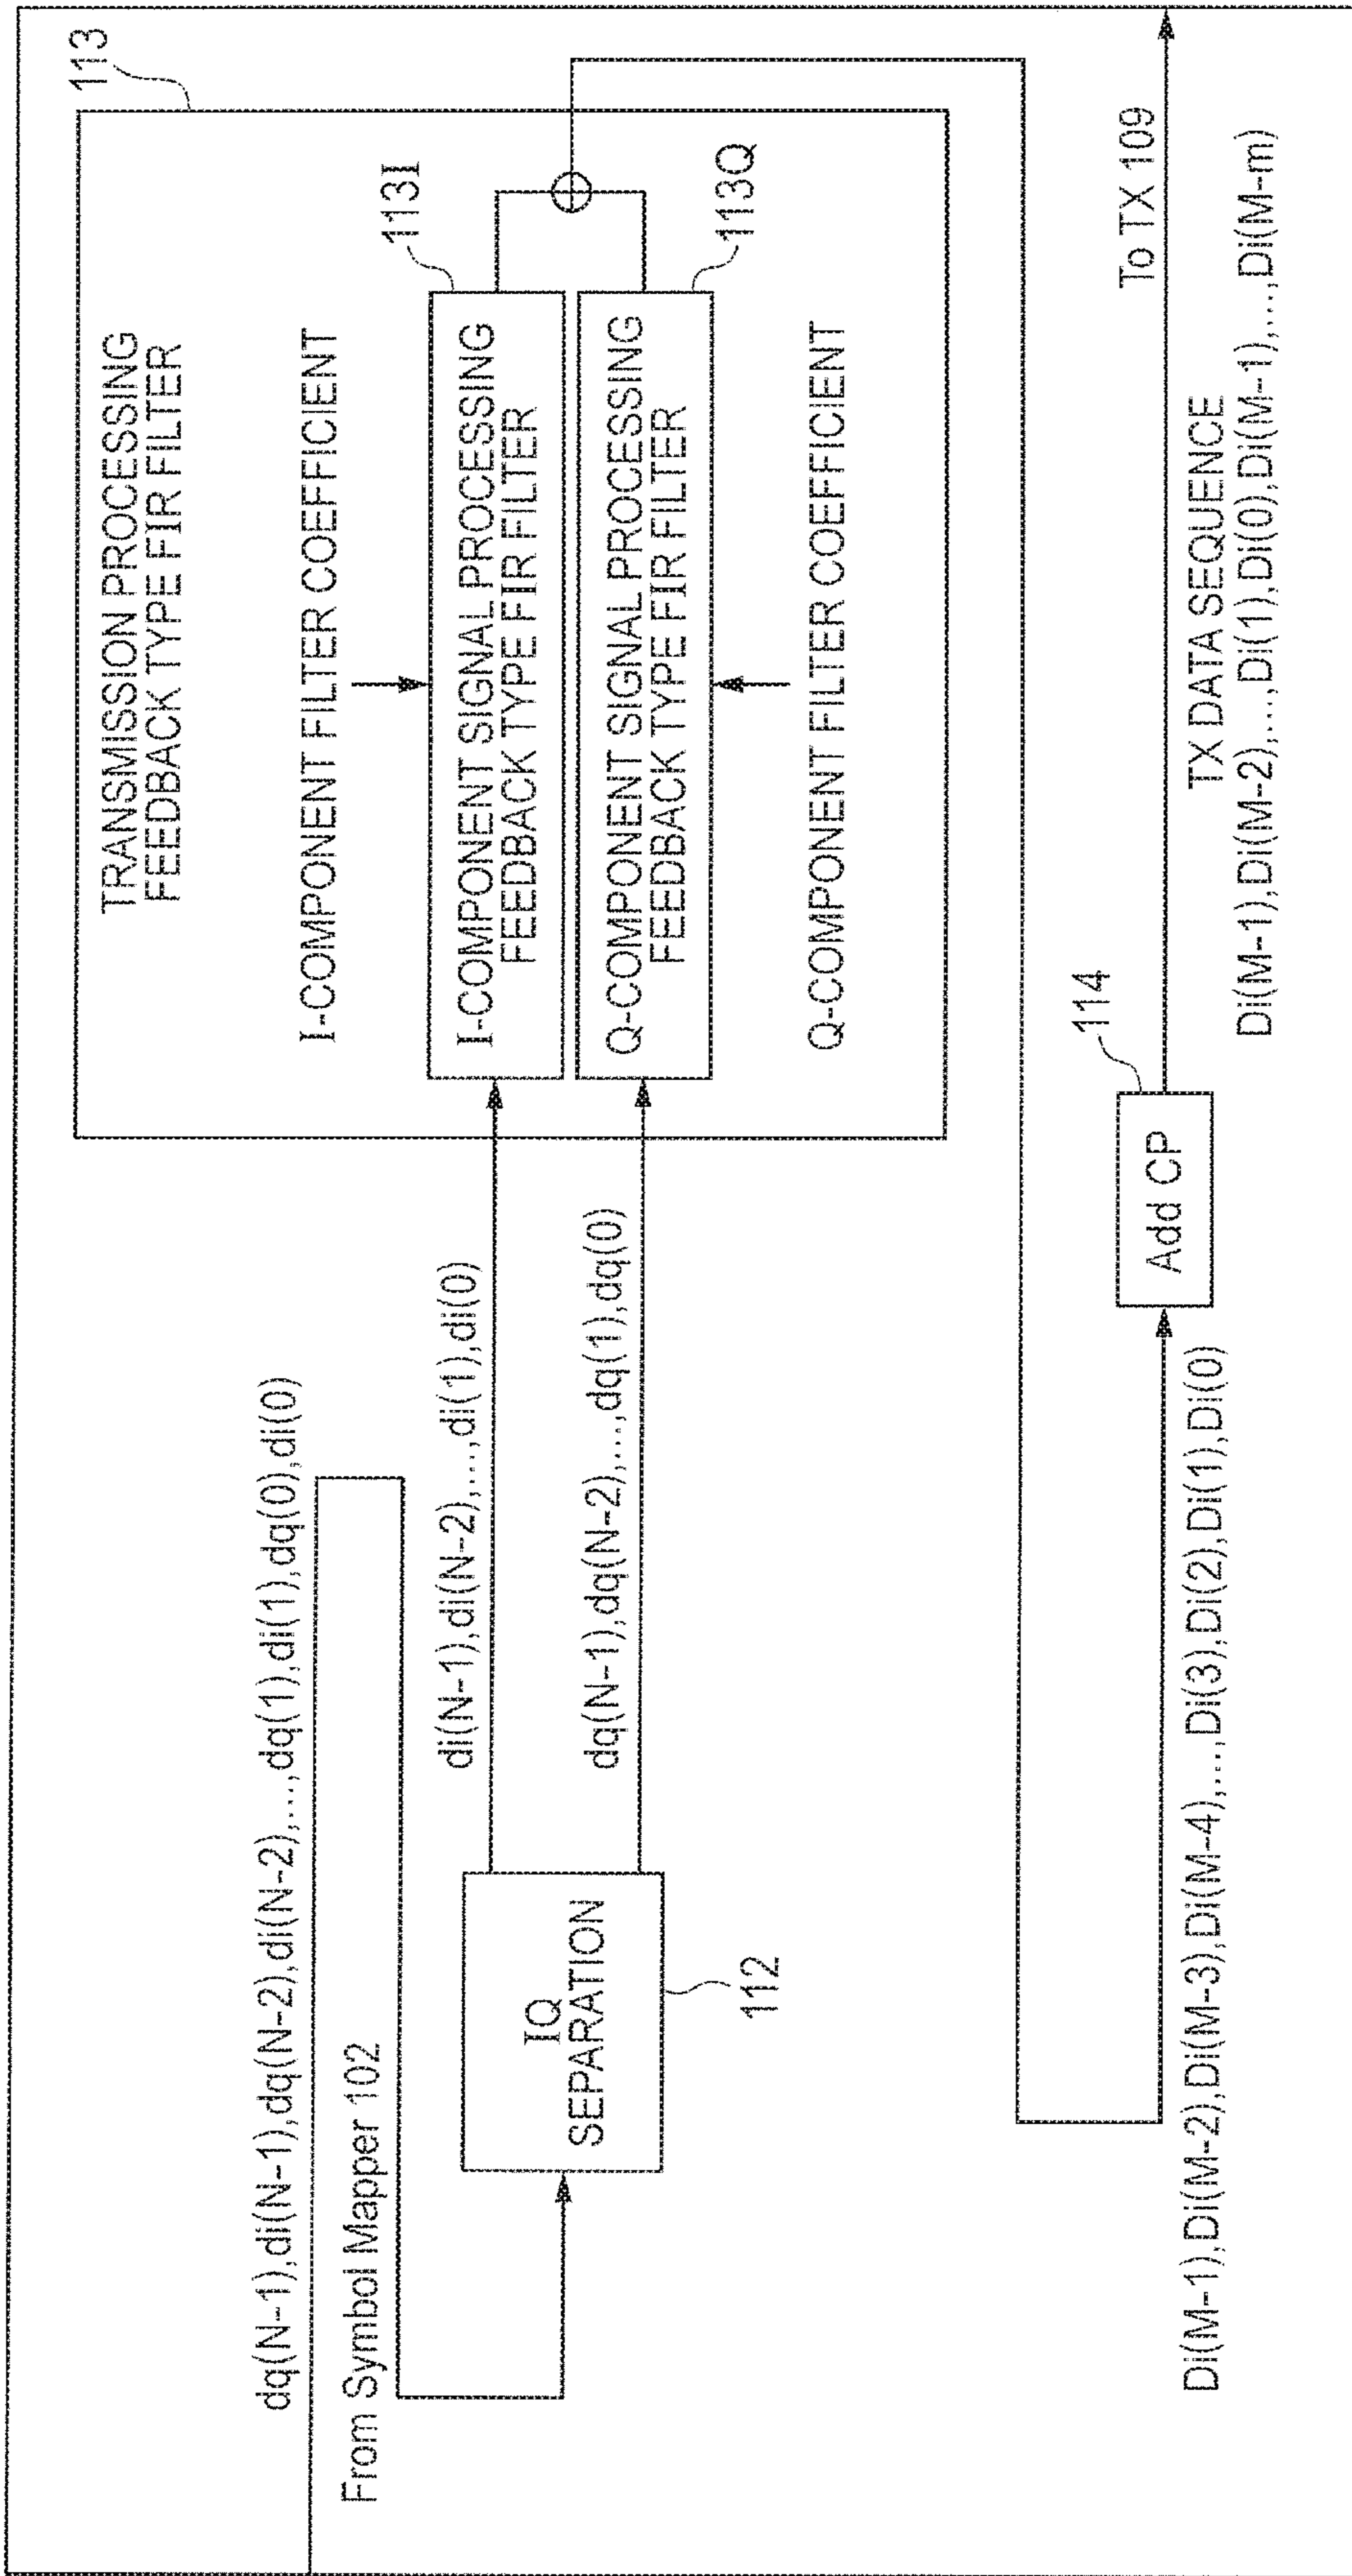 dq(N-1),di(N-1),dq(N-2),di(N-2),...,dq(1),di(1),dq(0),di(0)
From Symbol Mapper 102
IQ
SEPARATION
112
di(N-1),di(N-2),...,di(1),di(0)
dq(N-1),dq(N-2),...,dq(1),dq(0)
113
TRANSMISSION PROCESSING
FEEDBACK TYPE FIR FILTER
I-COMPONENT FILTER COEFFICIENT
113I
I-COMPONENT SIGNAL PROCESSING
FEEDBACK TYPE FIR FILTER
Q-COMPONENT SIGNAL PROCESSING
FEEDBACK TYPE FIR FILTER
113Q
Q-COMPONENT FILTER COEFFICIENT
Di(M-1),Di(M-2),Di(M-3),Di(M-4),...,Di(3),Di(2),Di(1),Di(0)
114
Add CP
To TX 109
TX DATA SEQUENCE
Di(M-1),Di(M-2),...,Di(1),Di(0),Di(M-1),...,Di(M-m)